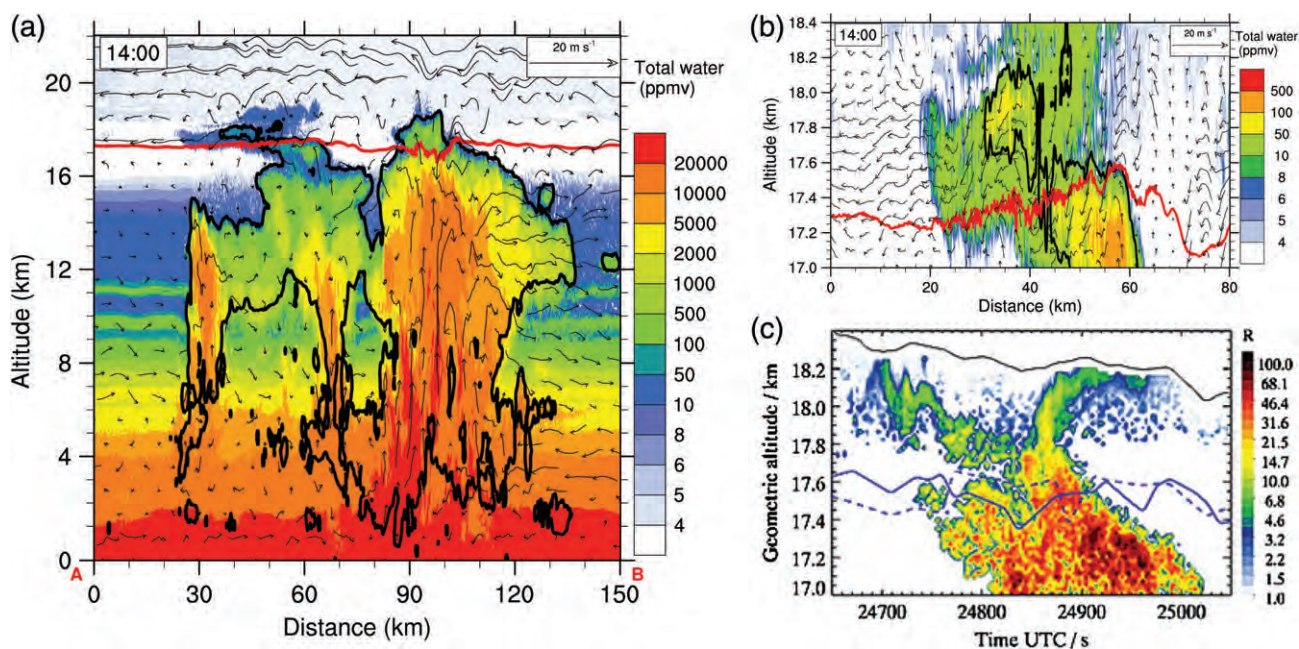 (a)
14:00
20 m s⁻¹
Total water
(ppmv)
20000
10000
5000
2000
1000
500
100
50
10
8
6
5
4
Altitude (km)
20
16
12
8
4
0
A
B
0 30 60 90 120 150
Distance (km)
(b)
14:00
20 m s⁻¹
Total water
(ppmv)
500
100
50
10
8
6
5
4
Altitude (km)
18.4
18.2
18.0
17.8
17.6
17.4
17.2
17.0
0 20 40 60 80
Distance (km)
(c)
R
100.0
68.1
46.4
31.6
21.5
14.7
10.0
6.8
4.6
3.2
2.2
1.5
1.0
Geometric altitude / km
18.2
18.0
17.8
17.6
17.4
17.2
17.0
24700 24800 24900 25000
Time UTC / s